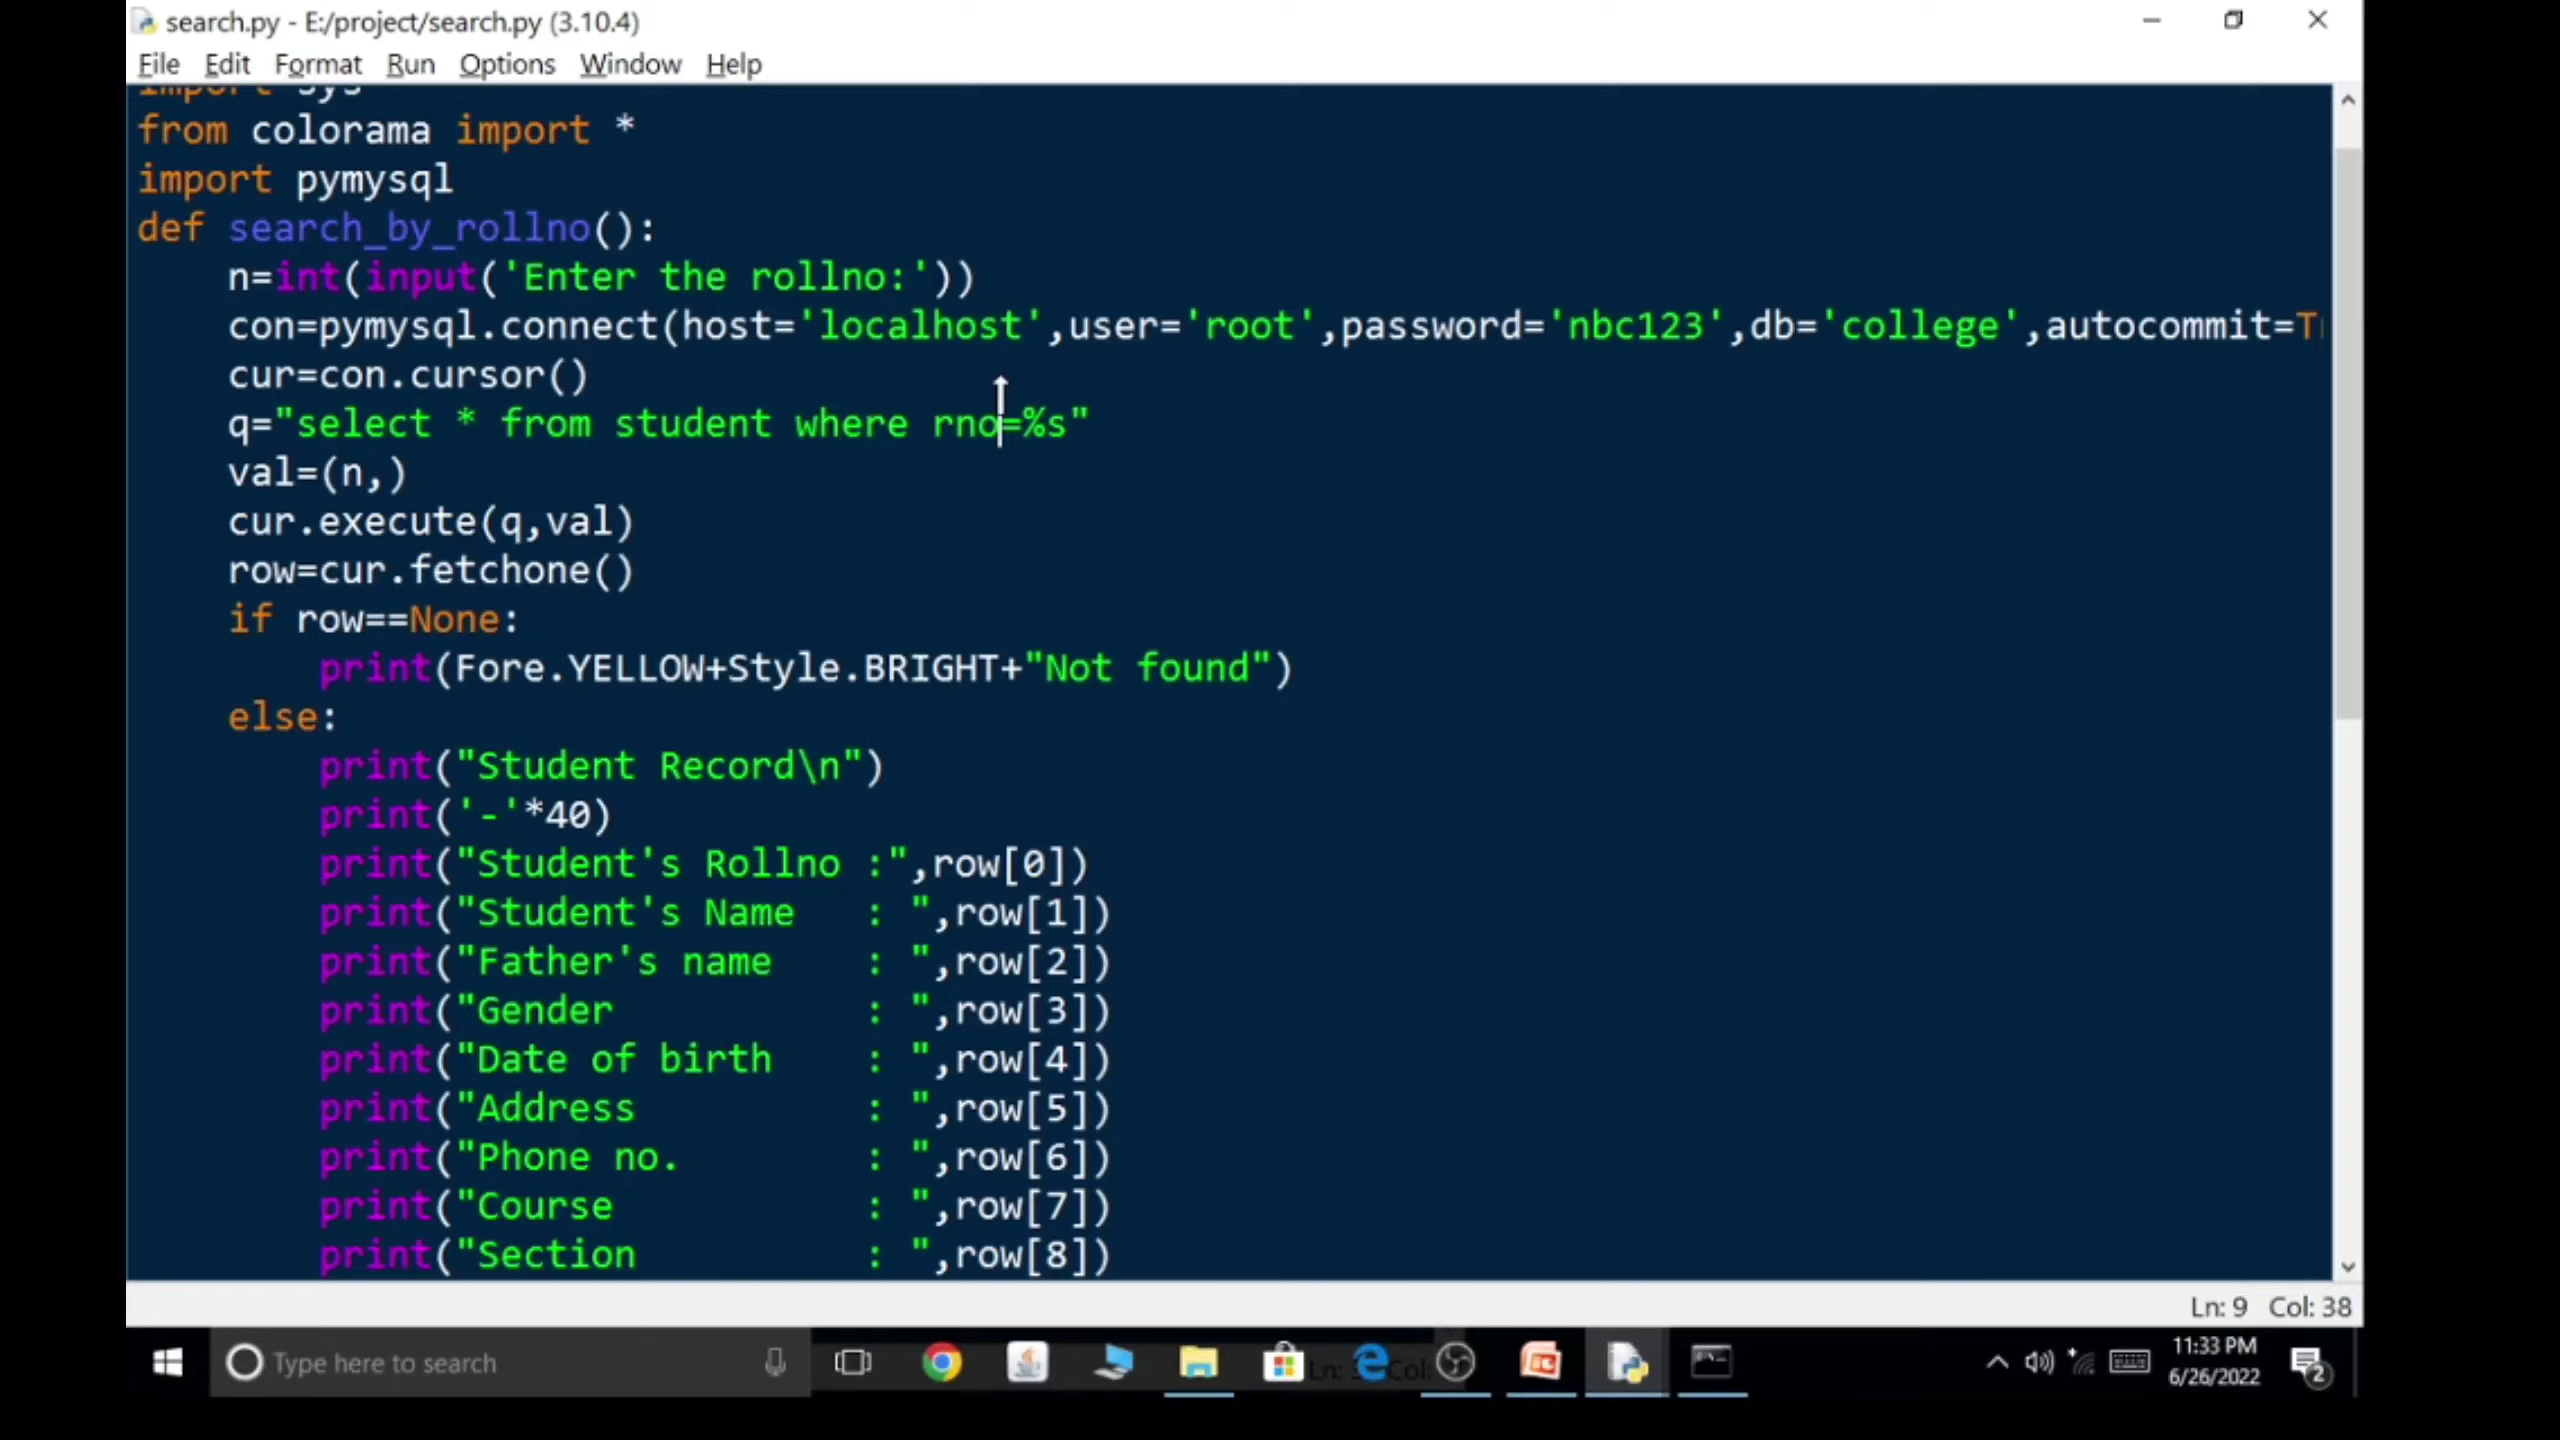 search.py - E:/project/search.py (3.10.4)
File Edit Format Run Options Window Help
import sys
from colorama import *
import pymysql
def search_by_rollno():
    n=int(input('Enter the rollno:'))
    con=pymysql.connect(host='localhost',user='root',password='nbc123',db='college',autocommit=T
    cur=con.cursor()
    q="select * from student where rno=%s"
    val=(n,)
    cur.execute(q,val)
    row=cur.fetchone()
    if row==None:
        print(Fore.YELLOW+Style.BRIGHT+"Not found")
    else:
        print("Student Record\n")
        print('-'*40)
        print("Student's Rollno :",row[0])
        print("Student's Name   : ",row[1])
        print("Father's name    : ",row[2])
        print("Gender           : ",row[3])
        print("Date of birth    : ",row[4])
        print("Address          : ",row[5])
        print("Phone no.        : ",row[6])
        print("Course           : ",row[7])
        print("Section          : ",row[8])
Ln: 9 Col: 38
Type here to search
11:33 PM
6/26/2022
2